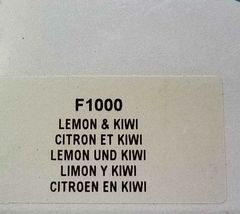 F1000
LEMON & KIWI
CITRON ET KIWI
LEMON UND KIWI
LIMON Y KIWI
CITROEN EN KIWI